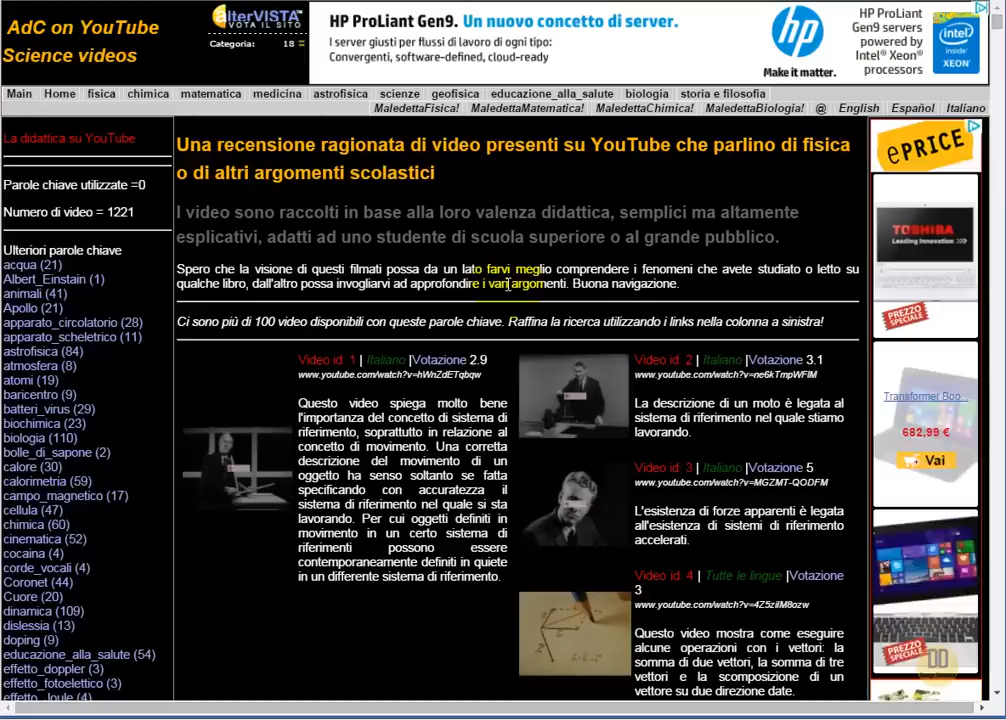 AdC on YouTube
Science videos
alterVISTA
VOTA IL SITO
Categoria: 18
HP ProLiant Gen9. Un nuovo concetto di server.
I server giusti per flussi di lavoro di ogni tipo:
Convergenti, software-defined, cloud-ready
hp
Make it matter.
HP ProLiant
Gen9 servers
powered by
Intel® Xeon®
processors
intel
inside
XEON
Main Home fisica chimica matematica medicina astrofisica scienze geofisica educazione_alla_salute biologia storia e filosofia
MaledettaFisica! MaledettaMatematica! MaledettaChimica! MaledettaBiologia! @ English Español Italiano
La didattica su YouTube
Parole chiave utilizzate =0
Numero di video = 1221
Ulteriori parole chiave
acqua (21)
Albert_Einstein (1)
animali (41)
Apollo (21)
apparato_circolatorio (28)
apparato_scheletrico (11)
astrofisica (84)
atmosfera (8)
atomi (19)
baricentro (9)
batteri_virus (29)
biochimica (23)
biologia (110)
bolle_di_sapone (2)
calore (30)
calorimetria (59)
campo_magnetico (17)
cellula (47)
chimica (60)
cinematica (52)
cocaina (4)
corde_vocali (4)
Coronet (44)
Cuore (20)
dinamica (109)
dislessia (13)
doping (9)
educazione_alla_salute (54)
effetto_doppler (3)
effetto_fotoelettico (3)
effetto_Joule (4)
Una recensione ragionata di video presenti su YouTube che parlino di fisica
o di altri argomenti scolastici
I video sono raccolti in base alla loro valenza didattica, semplici ma altamente
esplicativi, adatti ad uno studente di scuola superiore o al grande pubblico.
Spero che la visione di questi filmati possa da un lato farvi meglio comprendere i fenomeni che avete studiato o letto su
qualche libro, dall'altro possa invogliarvi ad approfondire i vari argomenti. Buona navigazione.
Ci sono più di 100 video disponibili con queste parole chiave. Raffina la ricerca utilizzando i links nella colonna a sinistra!
Video id: 1 | Italiano |Votazione 2.9
www.youtube.com/watch?v=hWnZdETqbqw
Questo video spiega molto bene
l'importanza del concetto di sistema di
riferimento, soprattutto in relazione al
concetto di movimento. Una corretta
descrizione del movimento di un
oggetto ha senso soltanto se fatta
specificando con accuratezza il
sistema di riferimento nel quale si sta
lavorando. Per cui oggetti definiti in
movimento in un certo sistema di
riferimenti possono essere
contemporaneamente definiti in quiete
in un differente sistema di riferimento.
Video id: 2 | Italiano |Votazione 3.1
www.youtube.com/watch?v=ne6kTmpWFlM
La descrizione di un moto è legata al
sistema di riferimento nel quale stiamo
lavorando.
Video id: 3 | Italiano |Votazione 5
www.youtube.com/watch?v=MGZMT-QODFM
L'esistenza di forze apparenti è legata
all'esistenza di sistemi di riferimento
accelerati.
Video id: 4 | Tutte le lingue |Votazione
3
www.youtube.com/watch?v=4Z5zilM8ozw
Questo video mostra come eseguire
alcune operazioni con i vettori: la
somma di due vettori, la somma di tre
vettori e la scomposizione di un
vettore su due direzione date.
ePRICE
TOSHIBA
Leading Innovation
PREZZO
SPECIALE
Transformer Boo...
682,99 €
Vai
PREZZO
SPECIALE